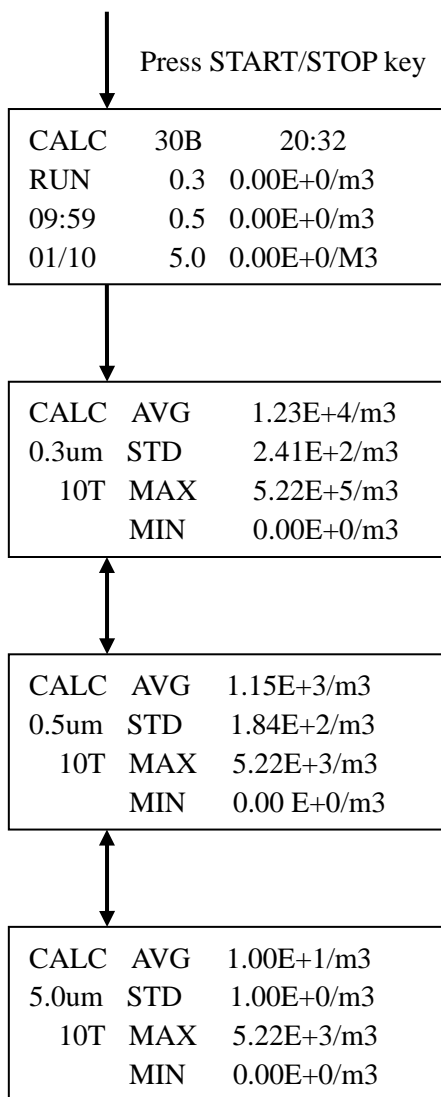 Press START/STOP key
CALC 30B 20:32
RUN 0.3 0.00E+0/m3
09:59 0.5 0.00E+0/m3
01/10 5.0 0.00E+0/M3
CALC AVG 1.23E+4/m3
0.3um STD 2.41E+2/m3
10T MAX 5.22E+5/m3
MIN 0.00E+0/m3
CALC AVG 1.15E+3/m3
0.5um STD 1.84E+2/m3
10T MAX 5.22E+3/m3
MIN 0.00 E+0/m3
CALC AVG 1.00E+1/m3
5.0um STD 1.00E+0/m3
10T MAX 5.22E+3/m3
MIN 0.00E+0/m3